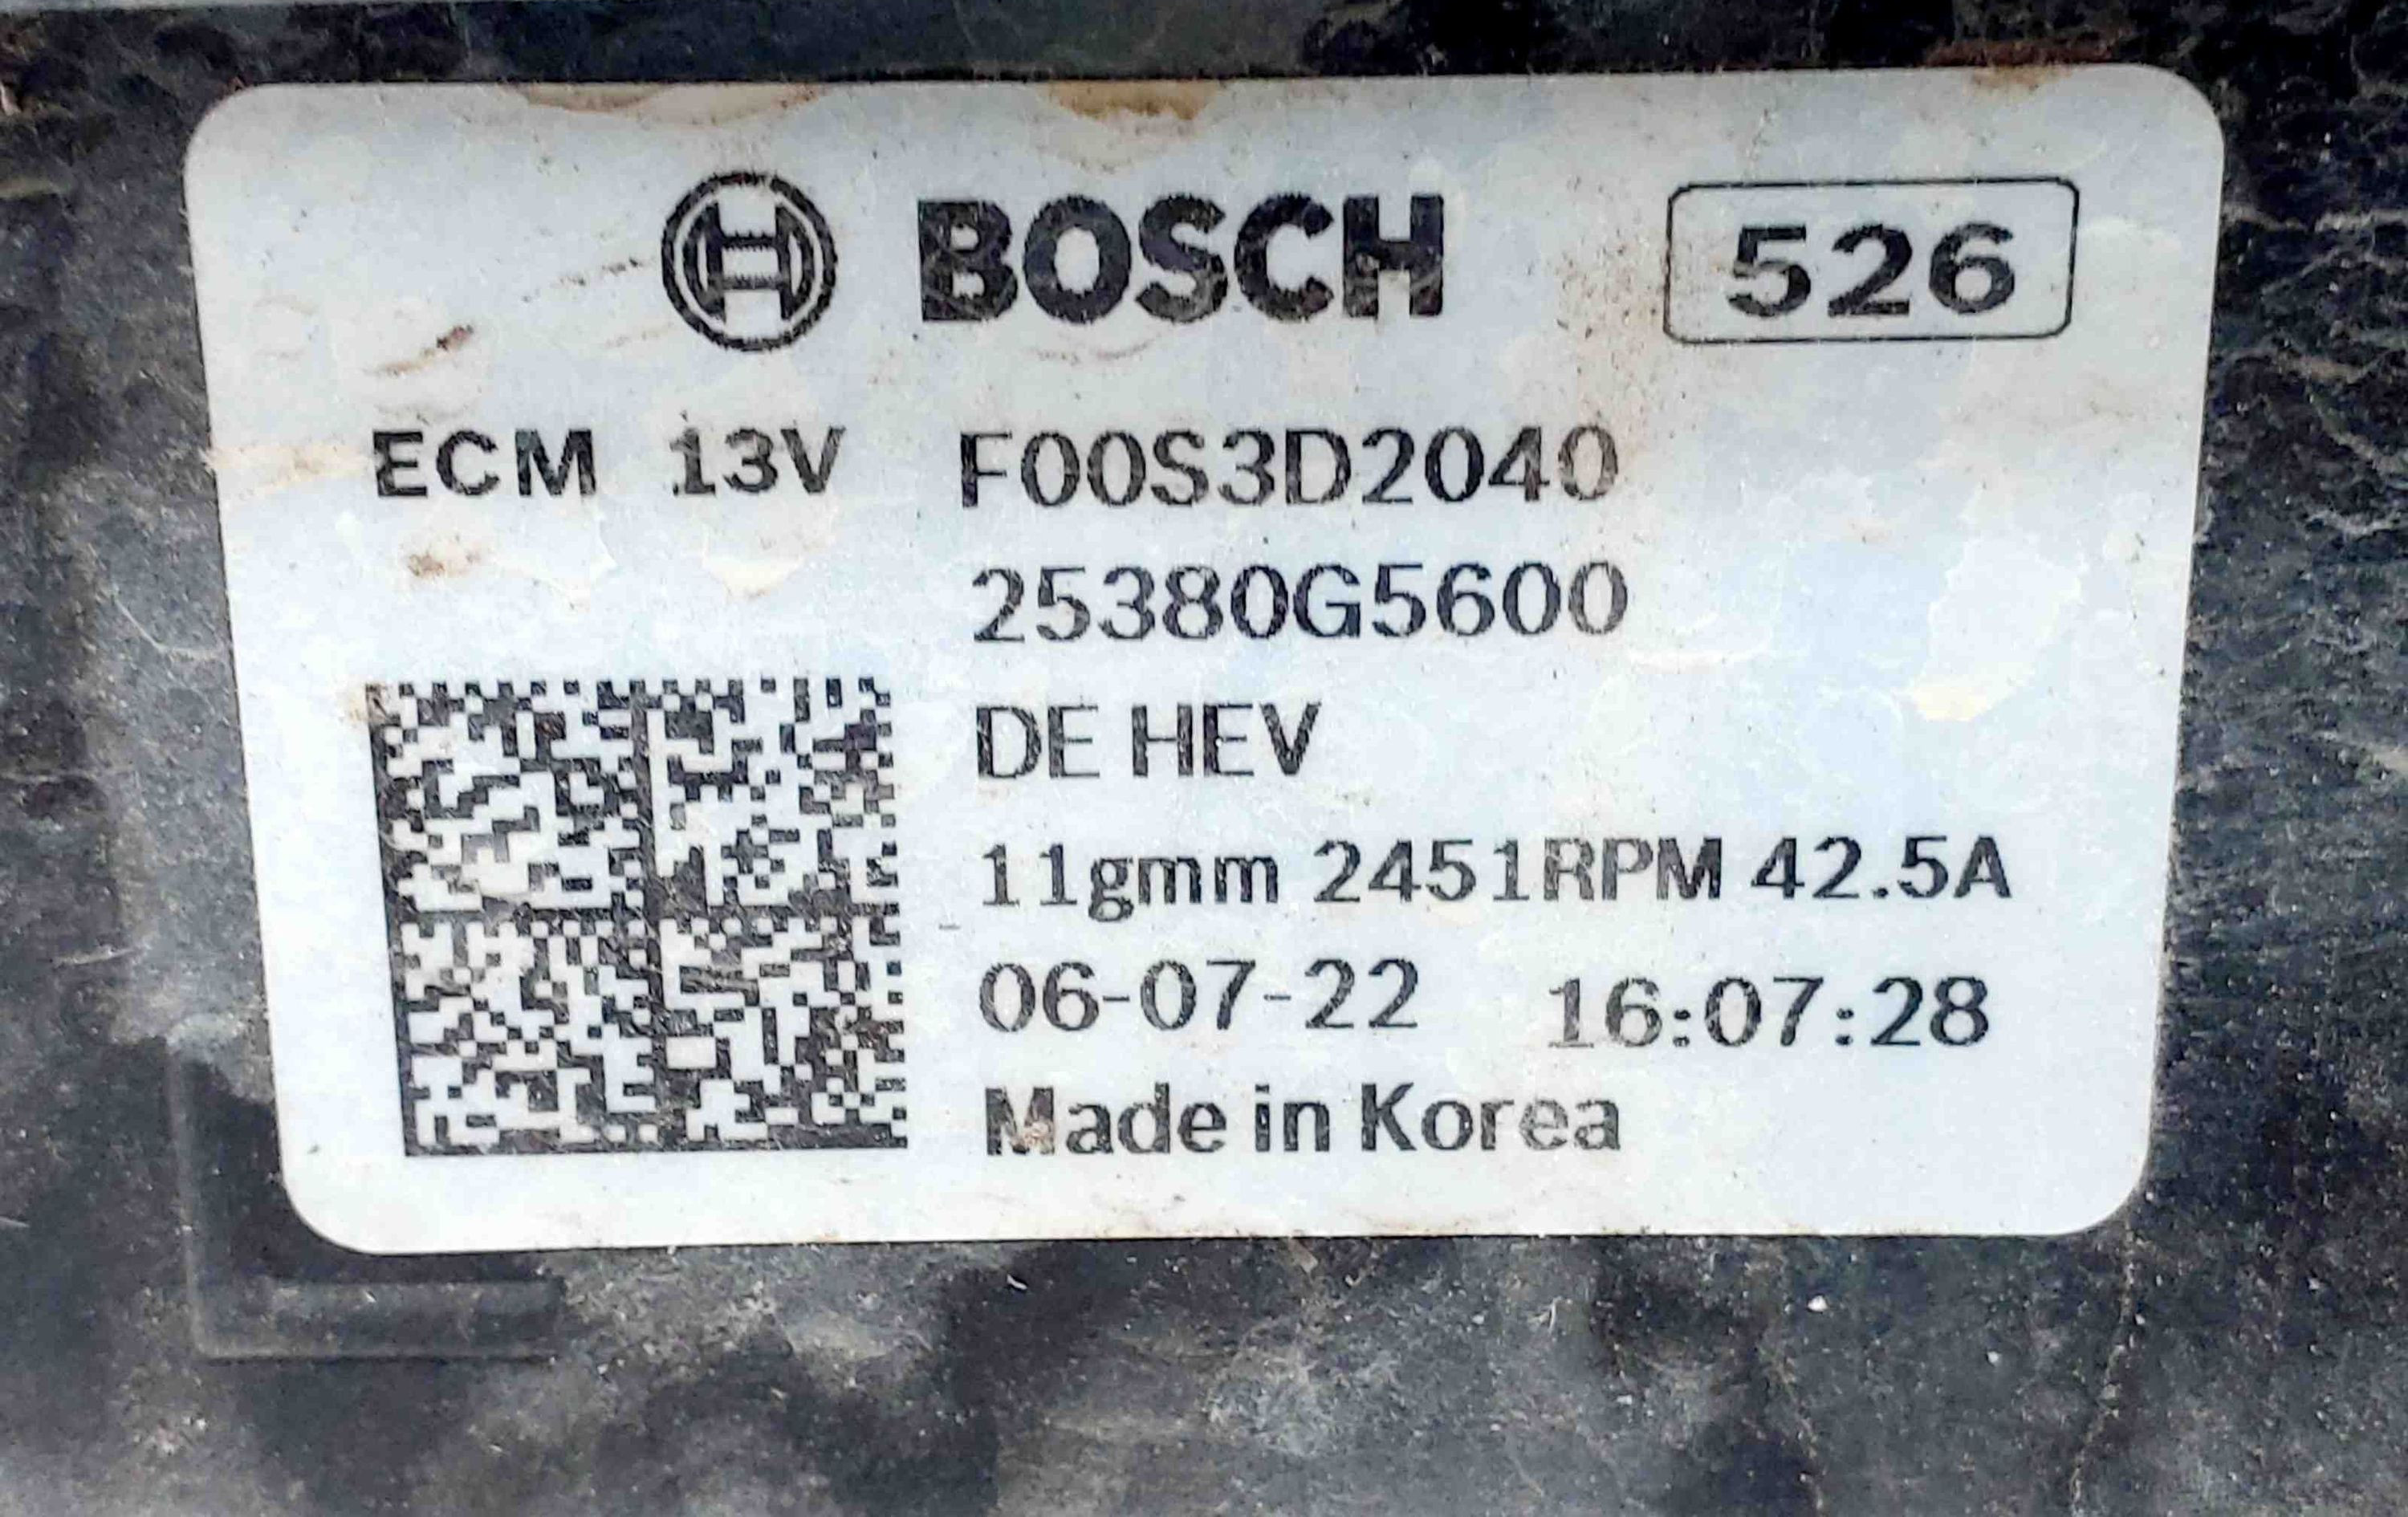 BOSCH 526
ECM 13V F00S3D2040
25380G5600
DE HEV
11gmm 2451RPM 42.5A
06-07-22 16:07:28
Made in Korea